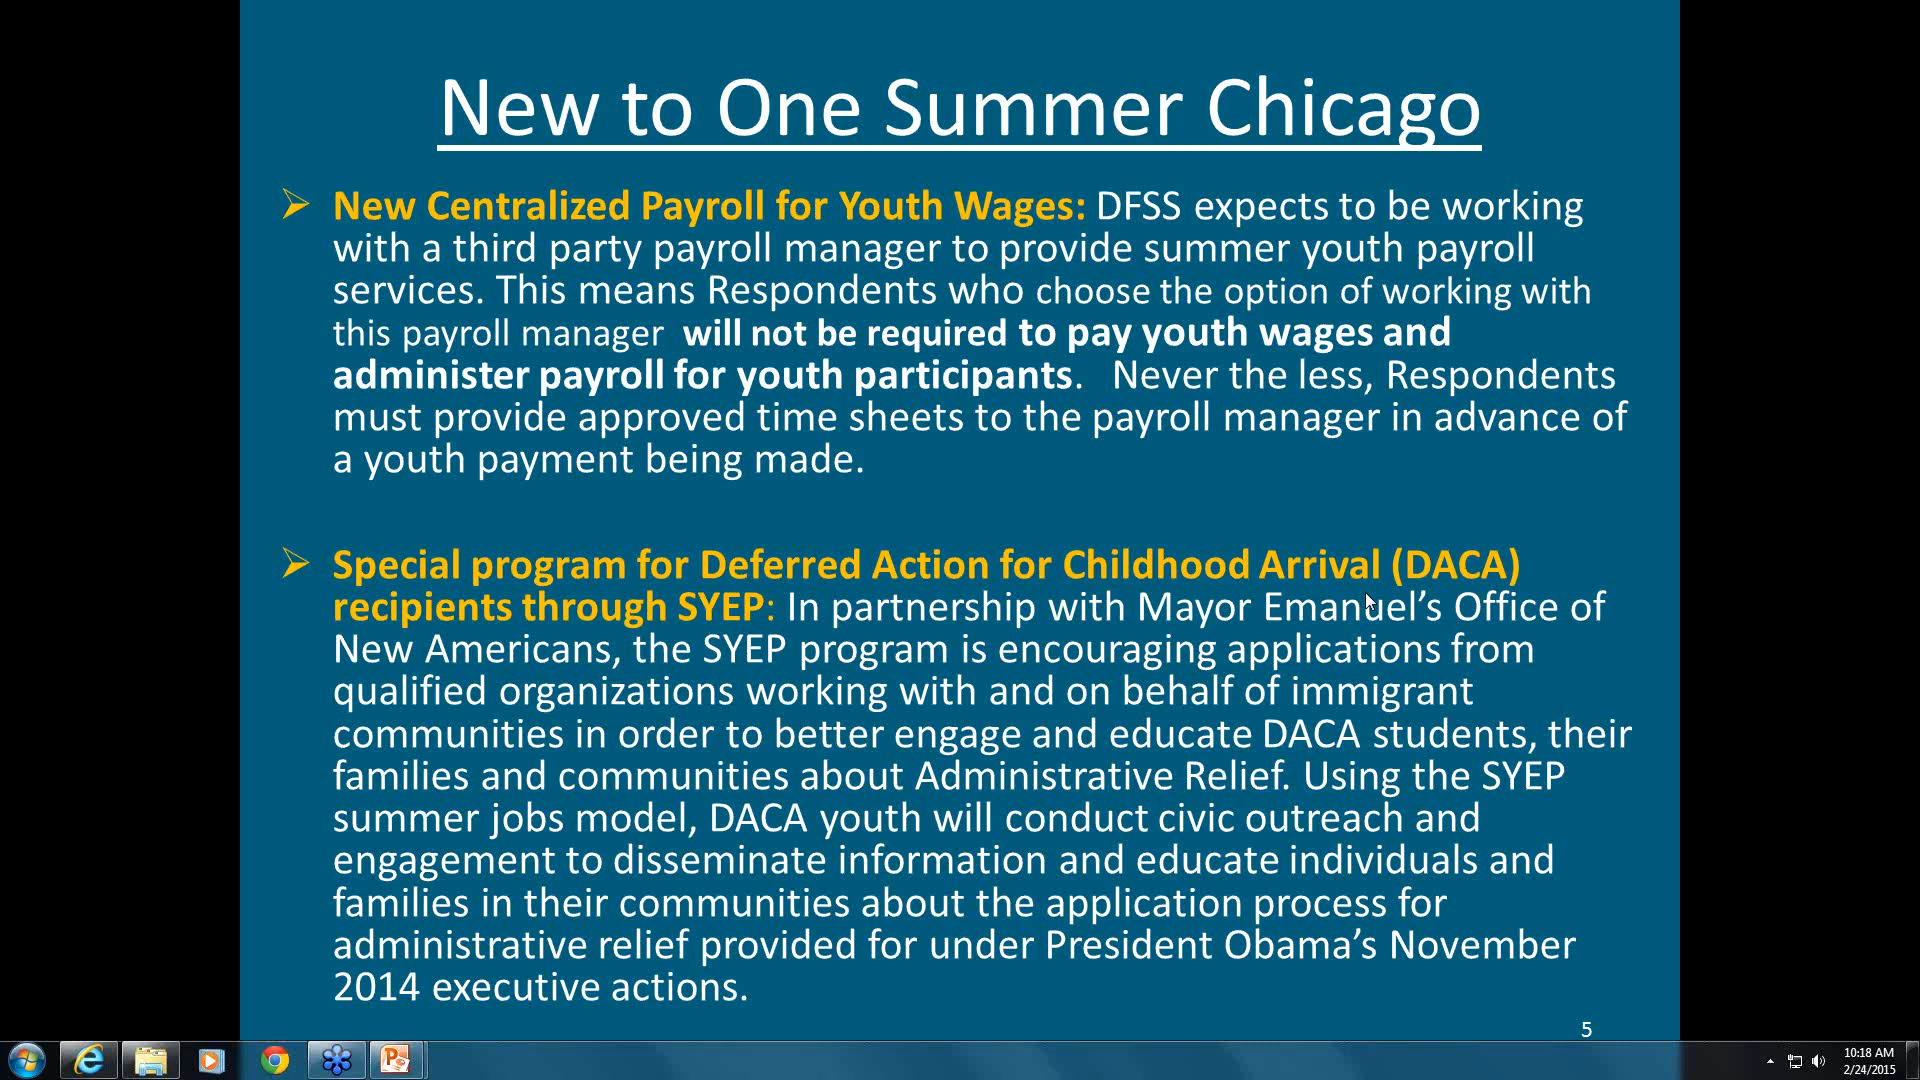 New to One Summer Chicago
New Centralized Payroll for Youth Wages: DFSS expects to be working
with a third party payroll manager to provide summer youth payroll
services. This means Respondents who choose the option of working with
this payroll manager  will not be required to pay youth wages and
administer payroll for youth participants.   Never the less, Respondents
must provide approved time sheets to the payroll manager in advance of
a youth payment being made.
Special program for Deferred Action for Childhood Arrival (DACA)
recipients through SYEP: In partnership with Mayor Emanuel’s Office of
New Americans, the SYEP program is encouraging applications from
qualified organizations working with and on behalf of immigrant
communities in order to better engage and educate DACA students, their
families and communities about Administrative Relief. Using the SYEP
summer jobs model, DACA youth will conduct civic outreach and
engagement to disseminate information and educate individuals and
families in their communities about the application process for
administrative relief provided for under President Obama’s November
2014 executive actions.
5
10:18 AM
2/24/2015